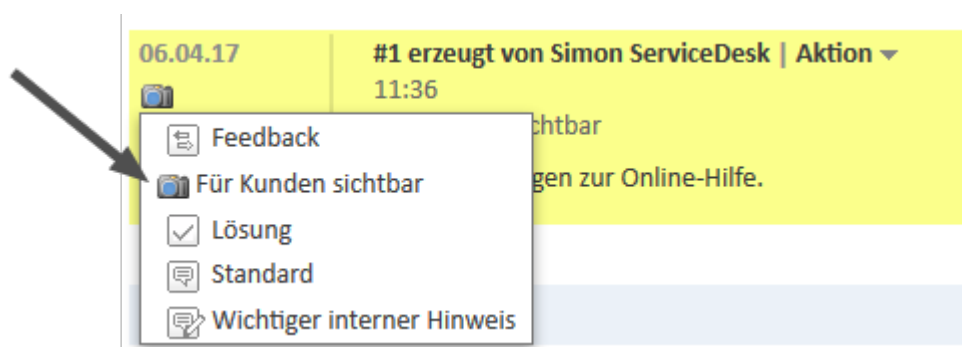 06.04.17
#1 erzeugt von Simon ServiceDesk | Aktion
11:36
Feedback
chtbar
Für Kunden sichtbar
gen zur Online-Hilfe.
Lösung
Standard
Wichtiger interner Hinweis